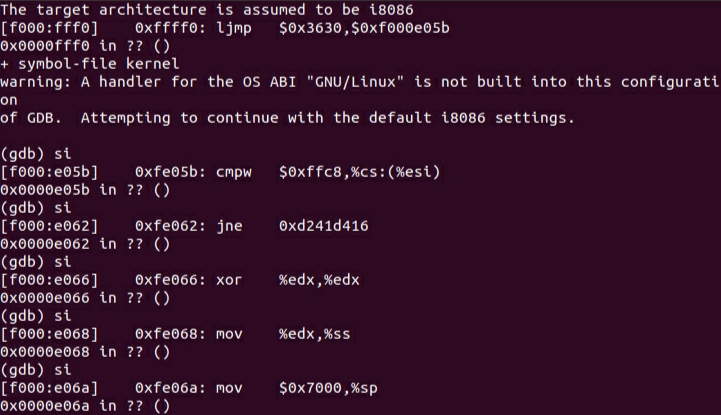 The target architecture is assumed to be i8086
[f000:fff0]    0xffff0: ljmp   $0x3630,$0xf000e05b
0x0000fff0 in ?? ()
+ symbol-file kernel
warning: A handler for the OS ABI "GNU/Linux" is not built into this configurati
on
of GDB.  Attempting to continue with the default i8086 settings.

(gdb) si
[f000:e05b]    0xfe05b: cmpw   $0xffc8,%cs:(%esi)
0x0000e05b in ?? ()
(gdb) si
[f000:e062]    0xfe062: jne    0xd241d416
0x0000e062 in ?? ()
(gdb) si
[f000:e066]    0xfe066: xor    %edx,%edx
0x0000e066 in ?? ()
(gdb) si
[f000:e068]    0xfe068: mov    %edx,%ss
0x0000e068 in ?? ()
(gdb) si
[f000:e06a]    0xfe06a: mov    $0x7000,%sp
0x0000e06a in ?? ()